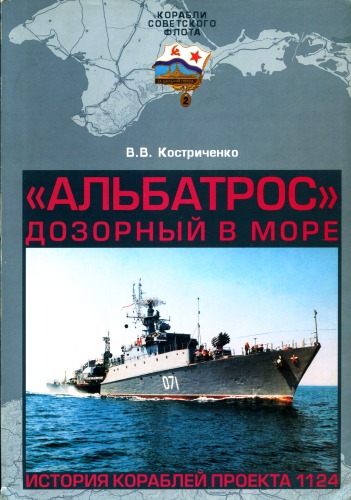 КОРАБЛИ
СОВЕТСКОГО
ФЛОТА
2
В.В. Костриченко
«АЛЬБАТРОС»
ДОЗОРНЫЙ В МОРЕ
071
ИСТОРИЯ КОРАБЛЕЙ ПРОЕКТА 1124